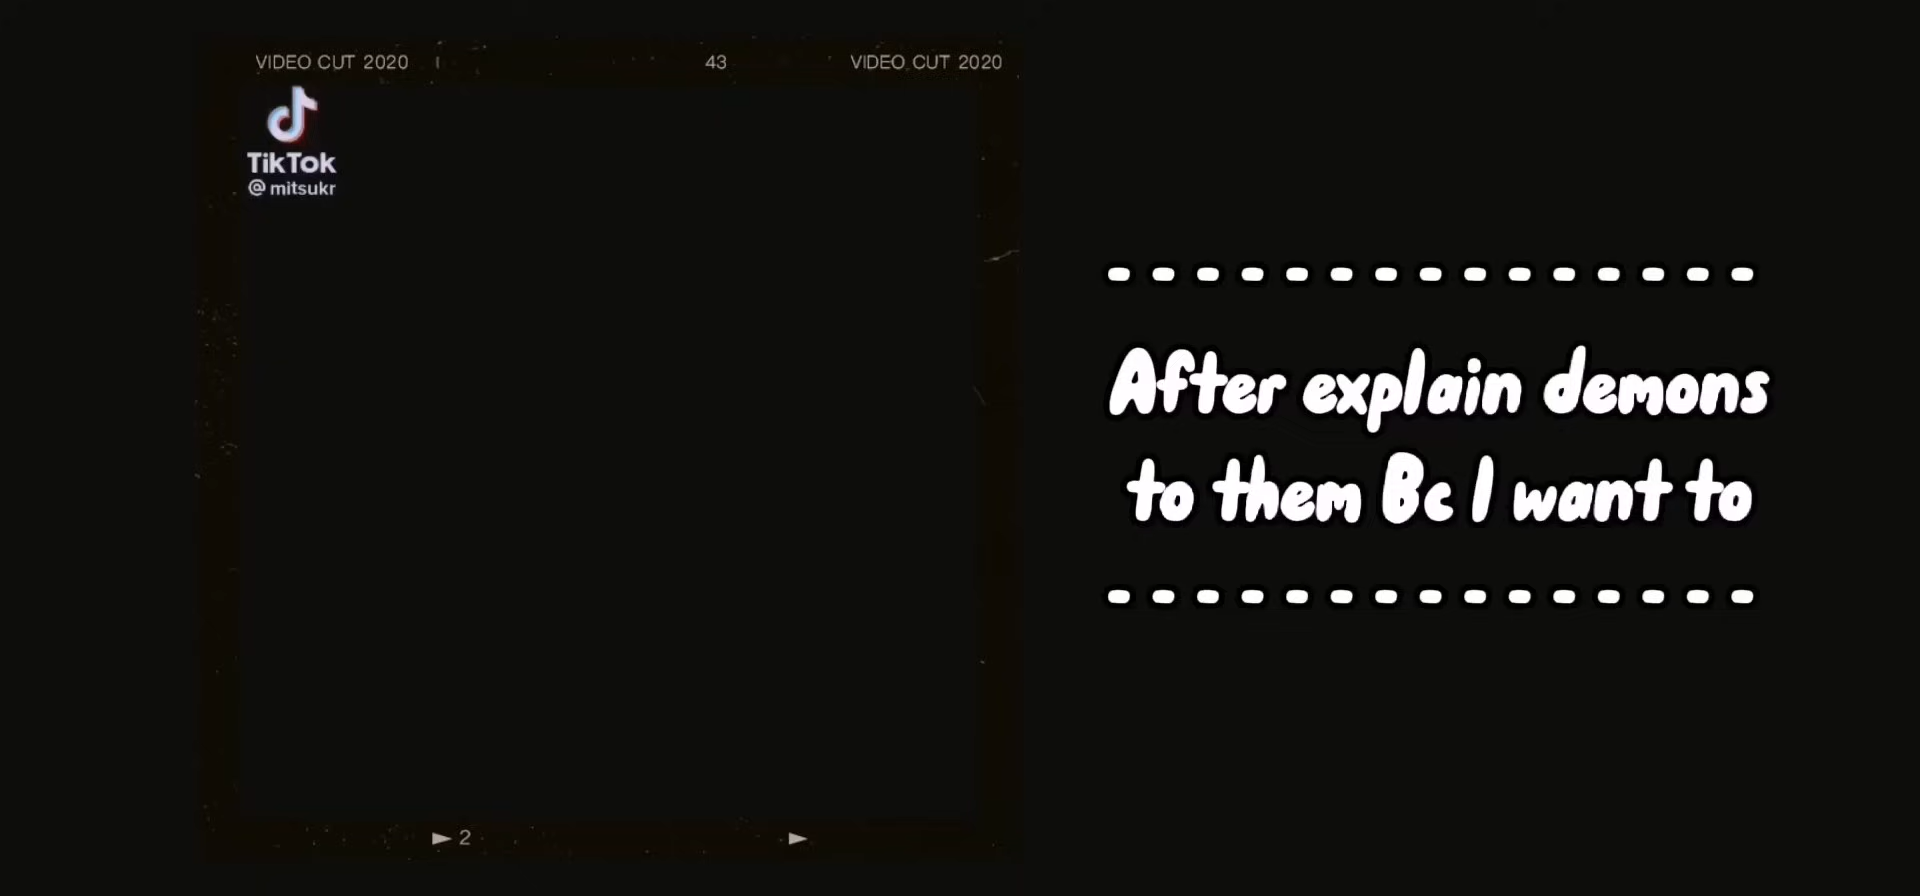 VIDEO CUT 2020 43 VIDEO CUT 2020
TikTok
@mitsukr
- - - - - - - - - - - - - - -
After explain demons
to them Bc I want to
- - - - - - - - - - - - - - -
2